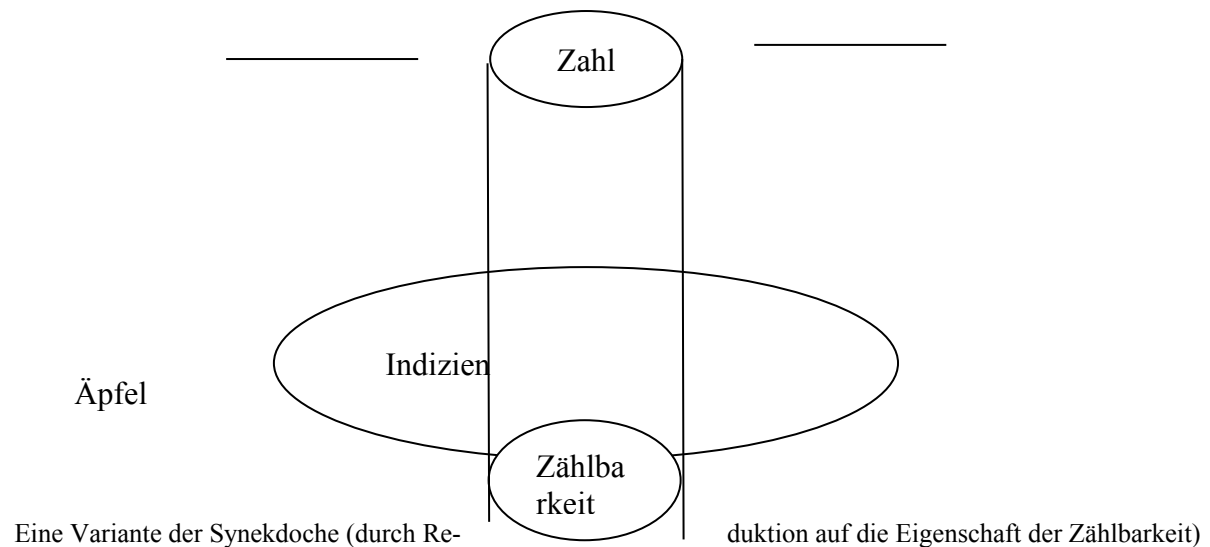 Zahl
Indizien
Äpfel
Zählba
rkeit
Eine Variante der Synekdoche (durch Re- duktion auf die Eigenschaft der Zählbarkeit)